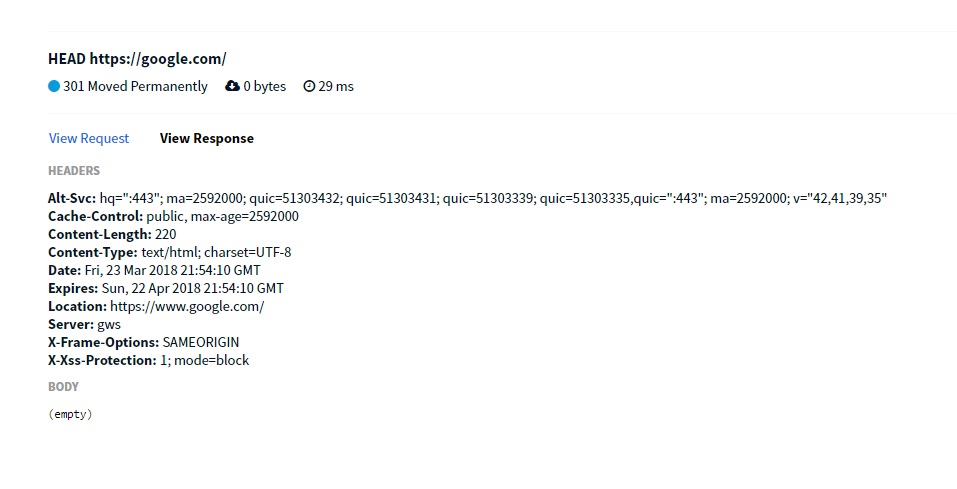 HEAD https://google.com/
301 Moved Permanently 0 bytes 29 ms
View Request View Response
HEADERS
Alt-Svc: hq=":443"; ma=2592000; quic=51303432; quic=51303431; quic=51303339; quic=51303335,quic=":443"; ma=2592000; v="42,41,39,35"
Cache-Control: public, max-age=2592000
Content-Length: 220
Content-Type: text/html; charset=UTF-8
Date: Fri, 23 Mar 2018 21:54:10 GMT
Expires: Sun, 22 Apr 2018 21:54:10 GMT
Location: https://www.google.com/
Server: gws
X-Frame-Options: SAMEORIGIN
X-Xss-Protection: 1; mode=block
BODY
(empty)